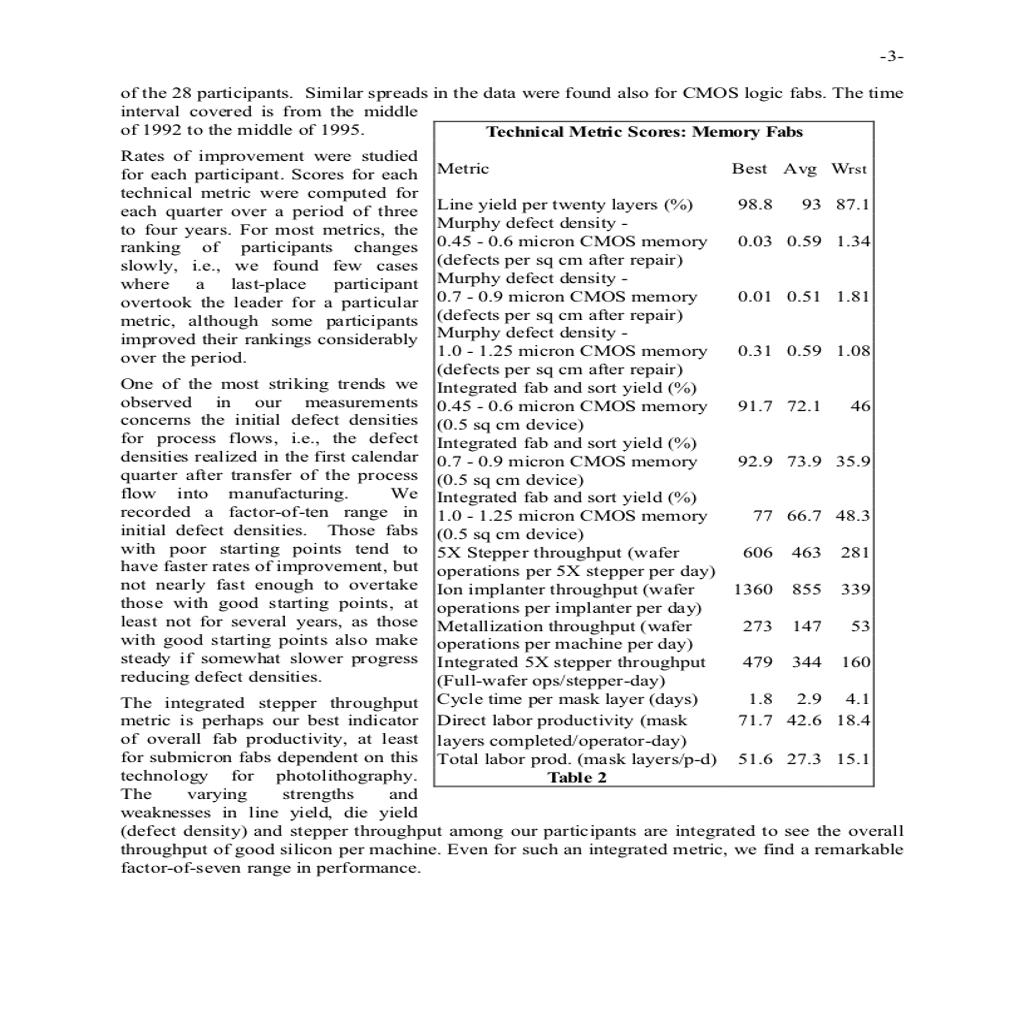 -3-
of the 28 participants. Similar spreads in the data were found also for CMOS logic fabs. The time
interval covered is from the middle
of 1992 to the middle of 1995.
Rates of improvement were studied
for each participant. Scores for each
technical metric were computed for
each quarter over a period of three
to four years. For most metrics, the
ranking of participants changes
slowly, i.e., we found few cases
where a last-place participant
overtook the leader for a particular
metric, although some participants
improved their rankings considerably
over the period.
One of the most striking trends we
observed in our measurements
concerns the initial defect densities
for process flows, i.e., the defect
densities realized in the first calendar
quarter after transfer of the process
flow into manufacturing. We
recorded a factor-of-ten range in
initial defect densities. Those fabs
with poor starting points tend to
have faster rates of improvement, but
not nearly fast enough to overtake
those with good starting points, at
least not for several years, as those
with good starting points also make
steady if somewhat slower progress
reducing defect densities.
The integrated stepper throughput
metric is perhaps our best indicator
of overall fab productivity, at least
for submicron fabs dependent on this
technology for photolithography.
The varying strengths and
weaknesses in line yield, die yield
(defect density) and stepper throughput among our participants are integrated to see the overall
throughput of good silicon per machine. Even for such an integrated metric, we find a remarkable
factor-of-seven range in performance.
Technical Metric Scores: Memory Fabs
Metric Best Avg Wrst
Line yield per twenty layers (%) 98.8 93 87.1
Murphy defect density -
0.45 - 0.6 micron CMOS memory 0.03 0.59 1.34
(defects per sq cm after repair)
Murphy defect density -
0.7 - 0.9 micron CMOS memory 0.01 0.51 1.81
(defects per sq cm after repair)
Murphy defect density -
1.0 - 1.25 micron CMOS memory 0.31 0.59 1.08
(defects per sq cm after repair)
Integrated fab and sort yield (%)
0.45 - 0.6 micron CMOS memory 91.7 72.1 46
(0.5 sq cm device)
Integrated fab and sort yield (%)
0.7 - 0.9 micron CMOS memory 92.9 73.9 35.9
(0.5 sq cm device)
Integrated fab and sort yield (%)
1.0 - 1.25 micron CMOS memory 77 66.7 48.3
(0.5 sq cm device)
5X Stepper throughput (wafer 606 463 281
operations per 5X stepper per day)
Ion implanter throughput (wafer 1360 855 339
operations per implanter per day)
Metallization throughput (wafer 273 147 53
operations per machine per day)
Integrated 5X stepper throughput 479 344 160
(Full-wafer ops/stepper-day)
Cycle time per mask layer (days) 1.8 2.9 4.1
Direct labor productivity (mask 71.7 42.6 18.4
layers completed/operator-day)
Total labor prod. (mask layers/p-d) 51.6 27.3 15.1
Table 2